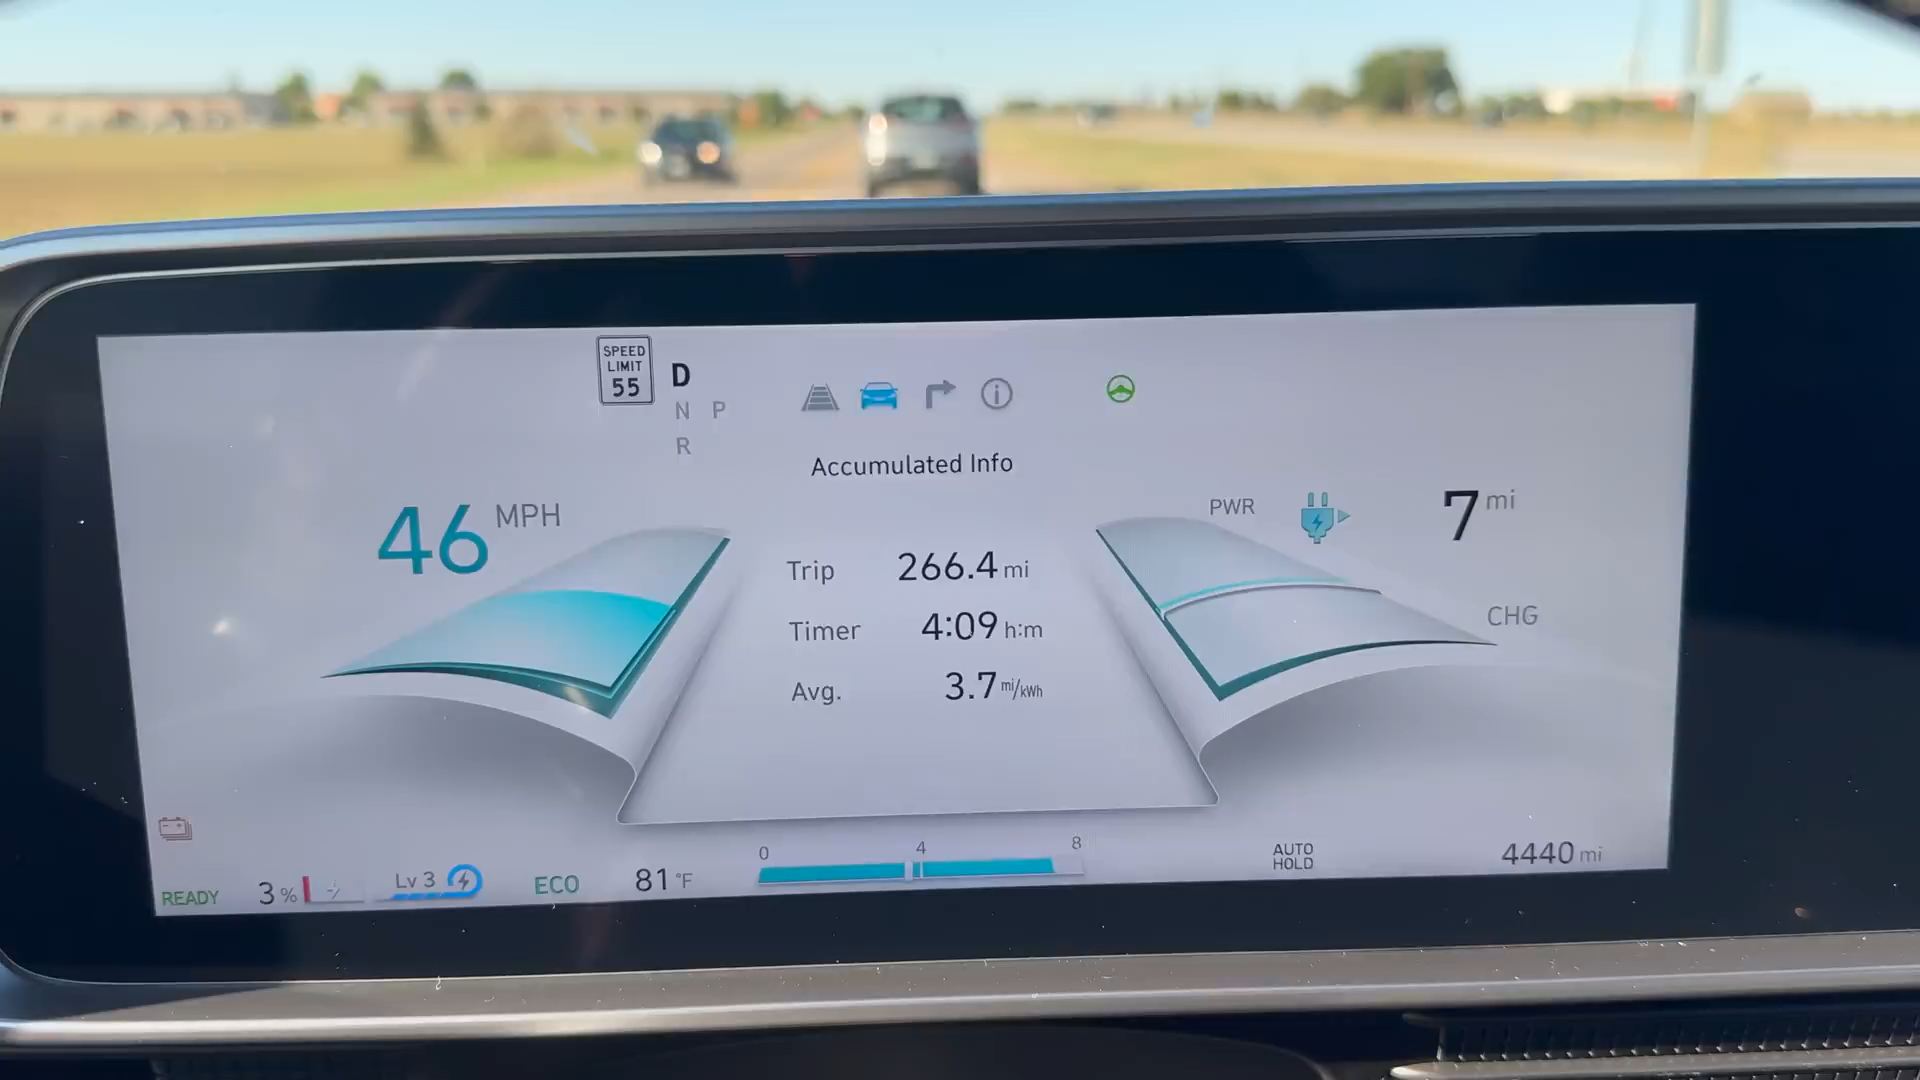 SPEED
LIMIT
55
D
N P
R
Accumulated Info
46 MPH
PWR
7 mi
Trip 266.4 mi
CHG
Timer 4:09 h:m
Avg. 3.7 mi/kWh
0 4 8
AUTO
HOLD
4440 mi
READY 3% Lv 3 ECO 81°F